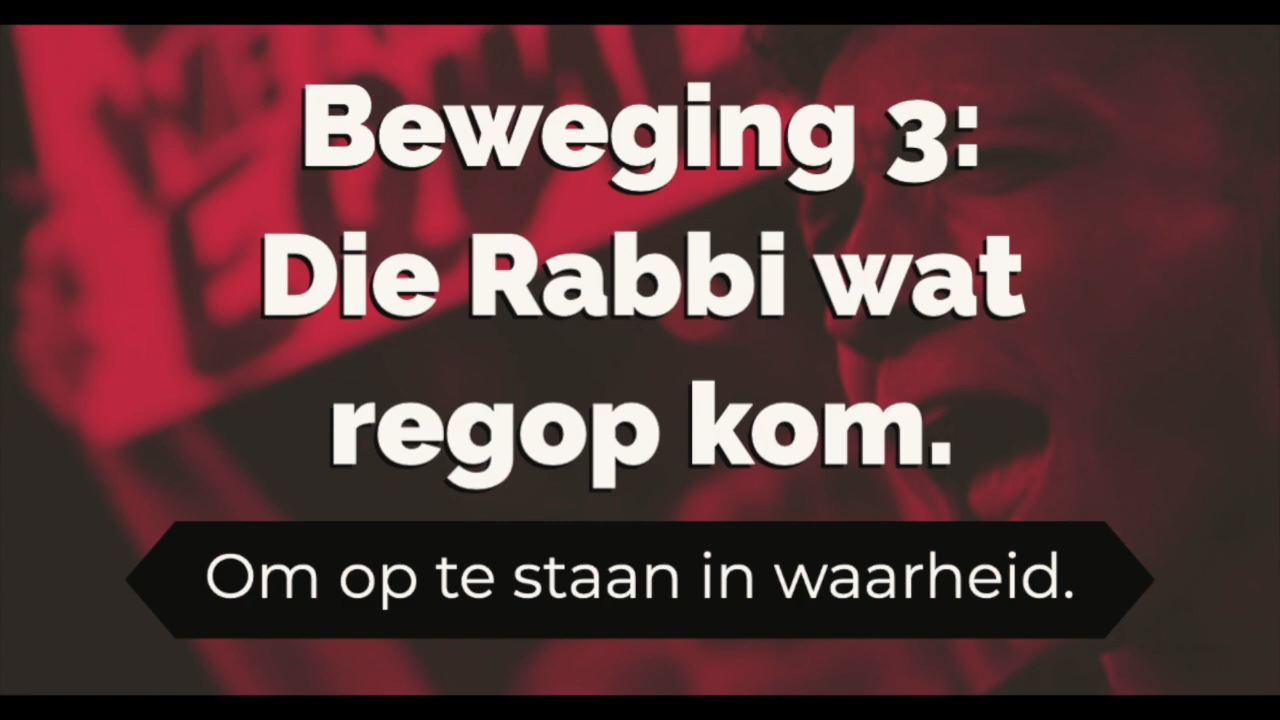 Beweging 3:
Die Rabbi wat
regop kom.
Om op te staan in waarheid.